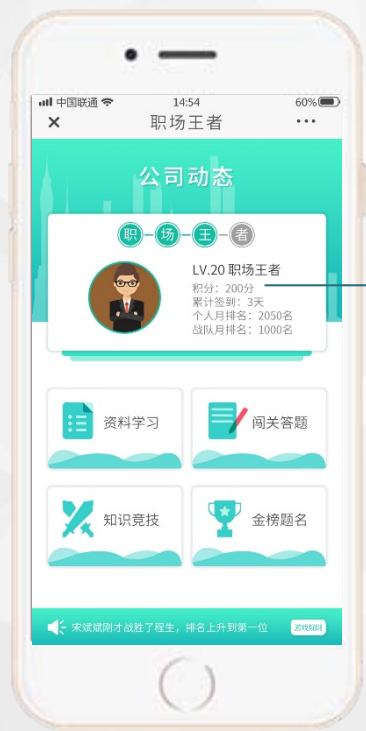 中国联通 14:54 60%
× 职场王者 •••
公司动态
职-场-王-者
LV.20 职场王者
积分：200分
累计签到：3天
个人月排名：2050名
战队月排名：1000名
资料学习
闯关答题
知识竞技
金榜题名
宋斌斌刚才战胜了程生，排名上升到第一位
游戏规则